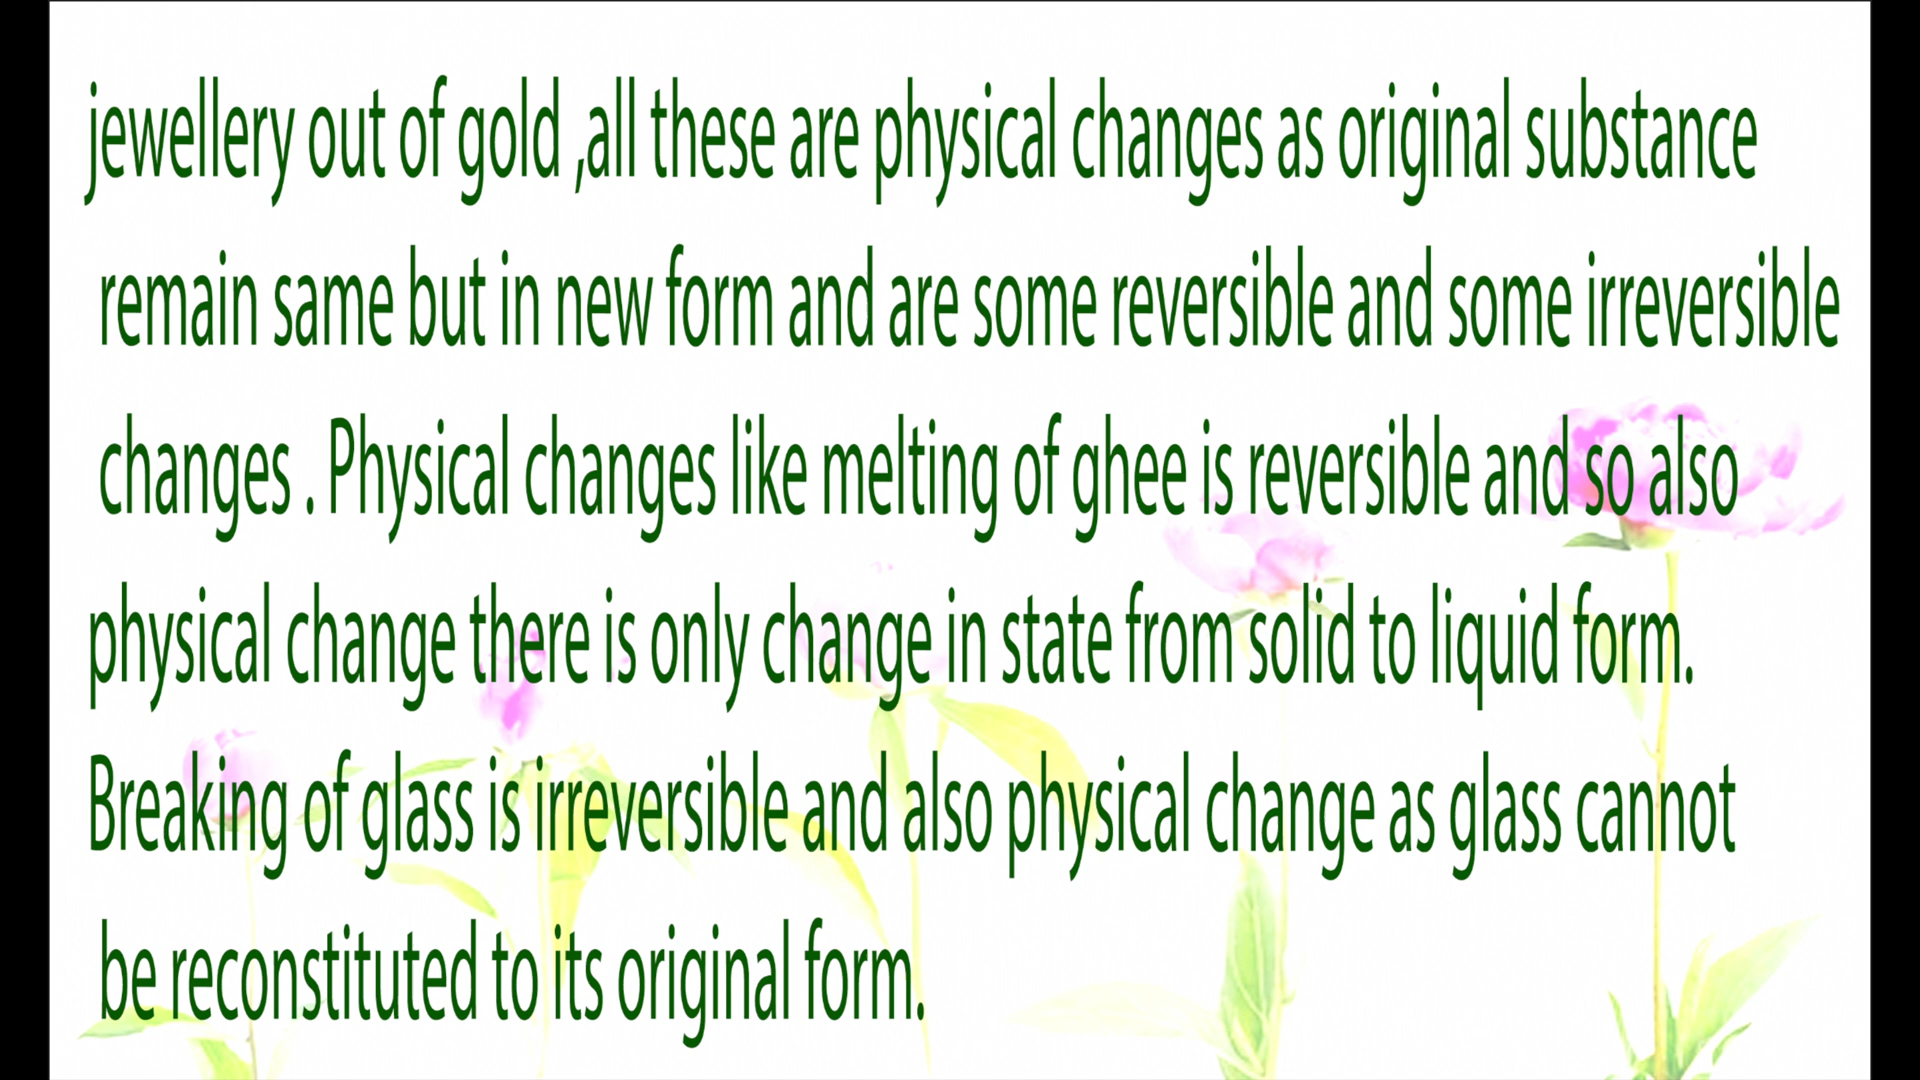 jewellery out of gold ,all these are physical changes as original substance
remain same but in new form and are some reversible and some irreversible
changes . Physical changes like melting of ghee is reversible and so also
physical change there is only change in state from solid to liquid form.
Breaking of glass is irreversible and also physical change as glass cannot
be reconstituted to its original form.